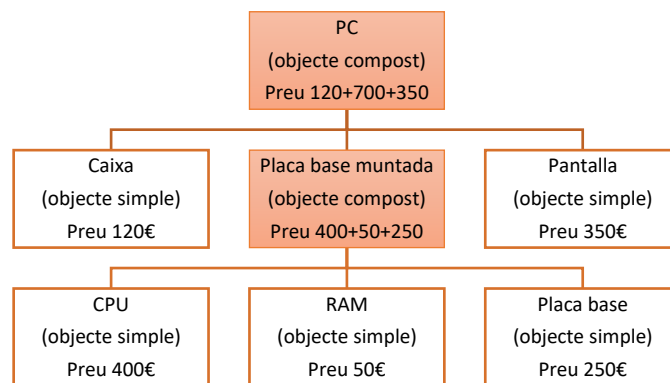 PC
(objecte compost)
Preu 120+700+350
Caixa
(objecte simple)
Preu 120€
Placa base muntada
(objecte compost)
Preu 400+50+250
Pantalla
(objecte simple)
Preu 350€
CPU
(objecte simple)
Preu 400€
RAM
(objecte simple)
Preu 50€
Placa base
(objecte simple)
Preu 250€